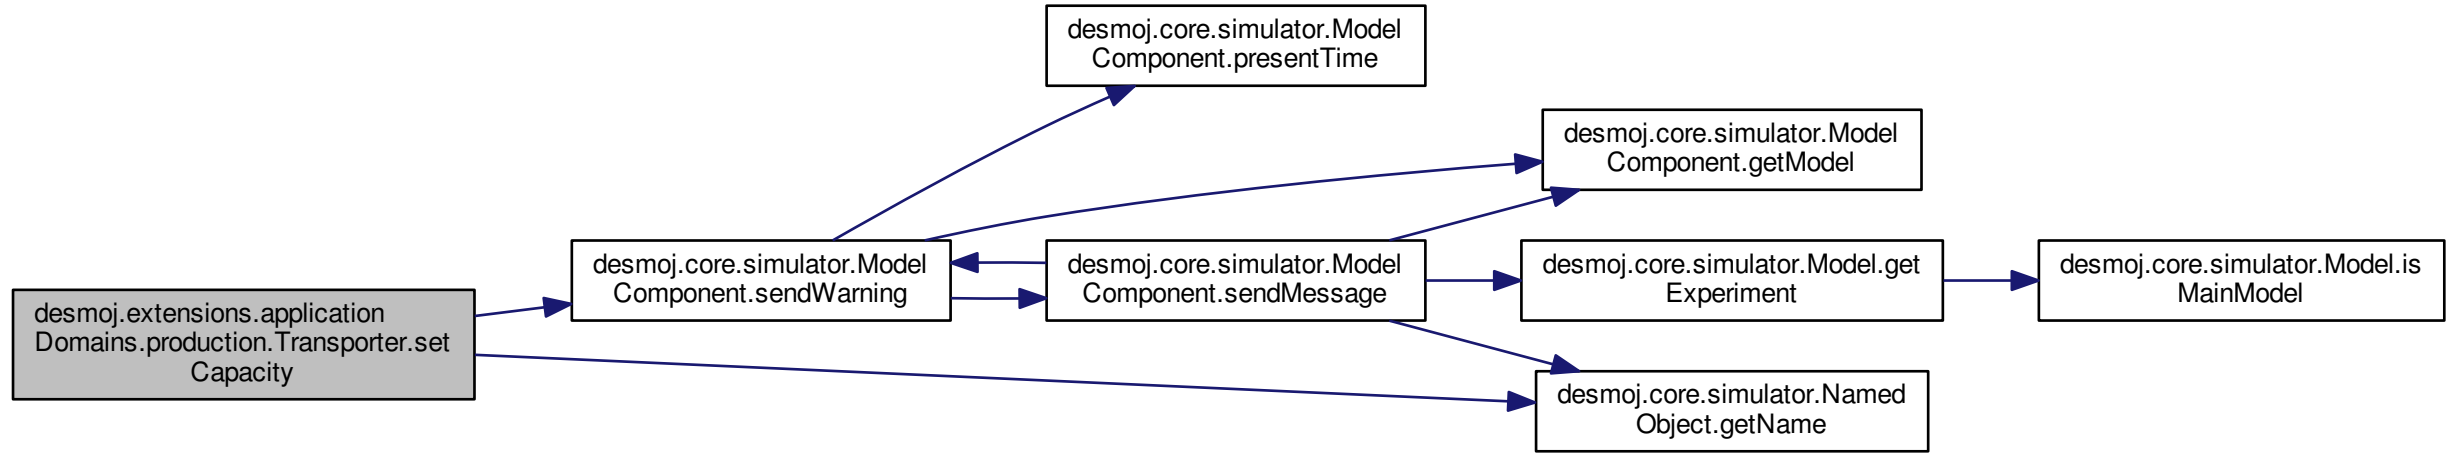 desmoj.core.simulator.Model
Component.presentTime
desmoj.core.simulator.Model
Component.getModel
desmoj.core.simulator.Model
Component.sendWarning
desmoj.core.simulator.Model
Component.sendMessage
desmoj.core.simulator.Model.get
Experiment
desmoj.core.simulator.Model.is
MainModel
desmoj.extensions.application
Domains.production.Transporter.set
Capacity
desmoj.core.simulator.Named
Object.getName